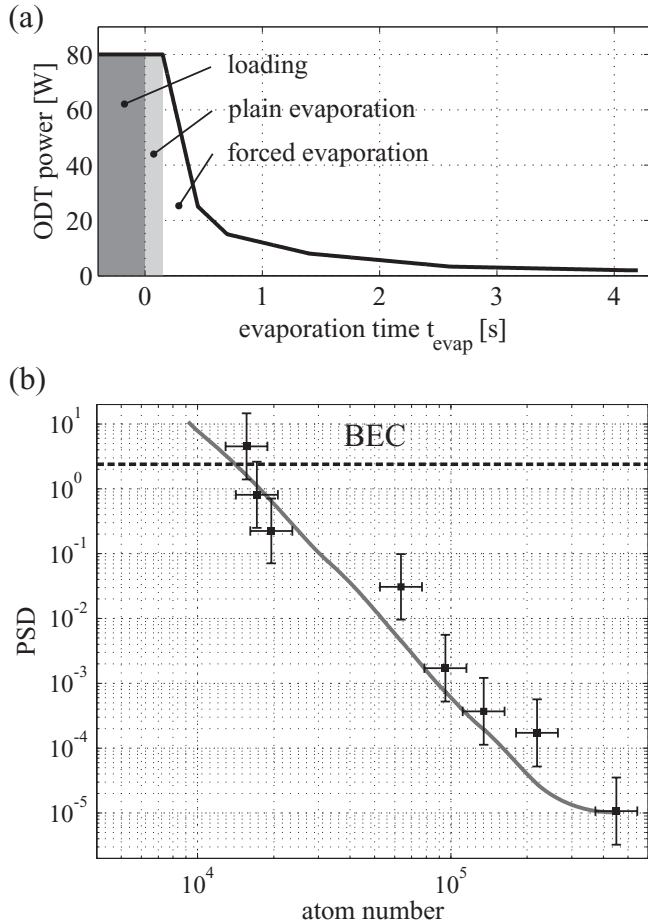 (a)
80
60
40
20
0
ODT power [W]
loading
plain evaporation
forced evaporation
0 1 2 3 4
evaporation time t_evap [s]
(b)
10^1
10^0
10^-1
10^-2
10^-3
10^-4
10^-5
PSD
BEC
10^4 10^5
atom number